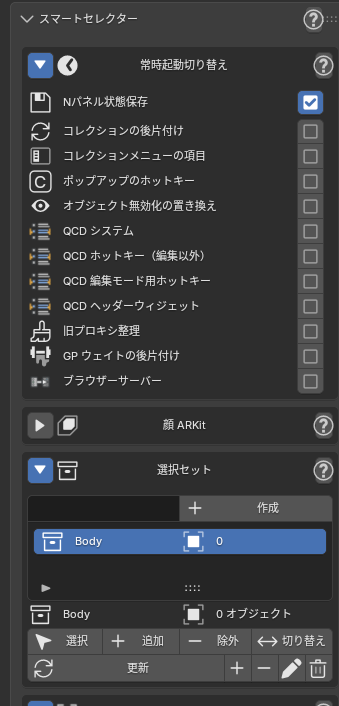 スマートセレクター
常時起動切り替え
Nパネル状態保存
コレクションの後片付け
コレクションメニューの項目
ポップアップのホットキー
オブジェクト無効化の置き換え
QCD システム
QCD ホットキー（編集以外）
QCD 編集モード用ホットキー
QCD ヘッダーウィジェット
旧プロキシ整理
GP ウェイトの後片付け
ブラウザーサーバー
顔 ARKit
選択セット
作成
Body 0
Body 0 オブジェクト
選択 追加 除外 切り替え
更新